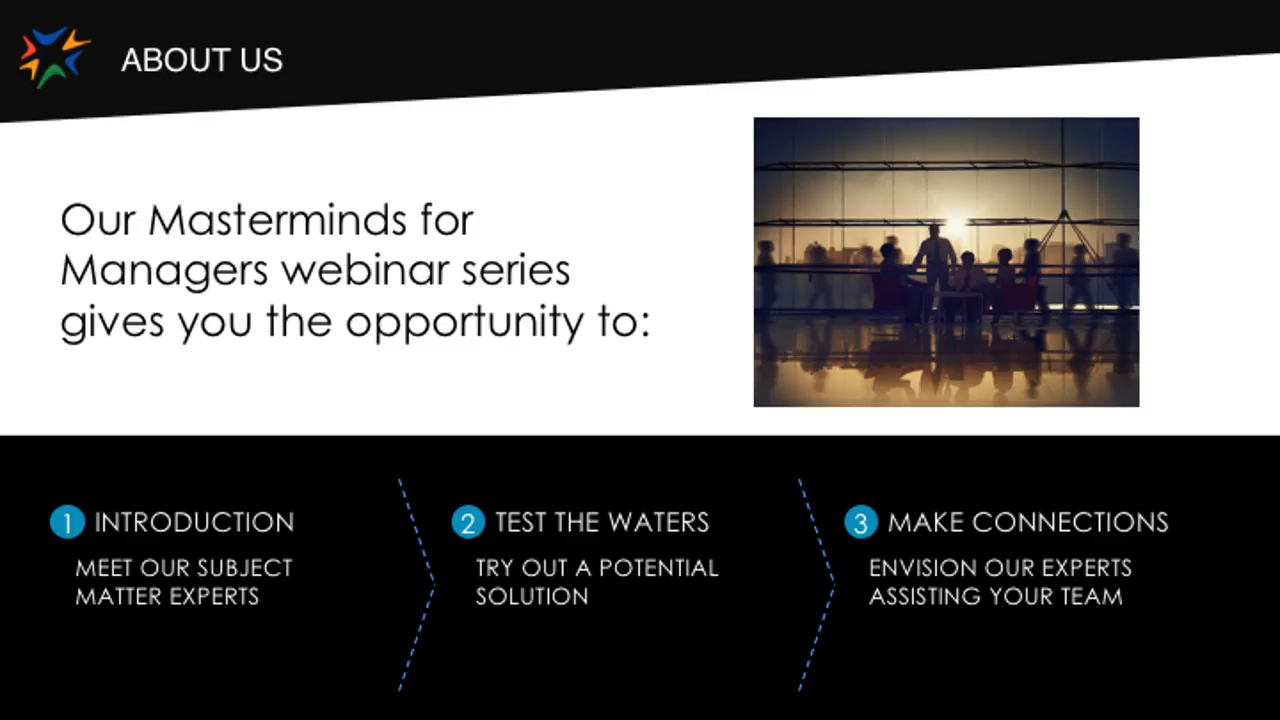 ABOUT US
Our Masterminds for
Managers webinar series
gives you the opportunity to:
1 INTRODUCTION
MEET OUR SUBJECT
MATTER EXPERTS
2 TEST THE WATERS
TRY OUT A POTENTIAL
SOLUTION
3 MAKE CONNECTIONS
ENVISION OUR EXPERTS
ASSISTING YOUR TEAM